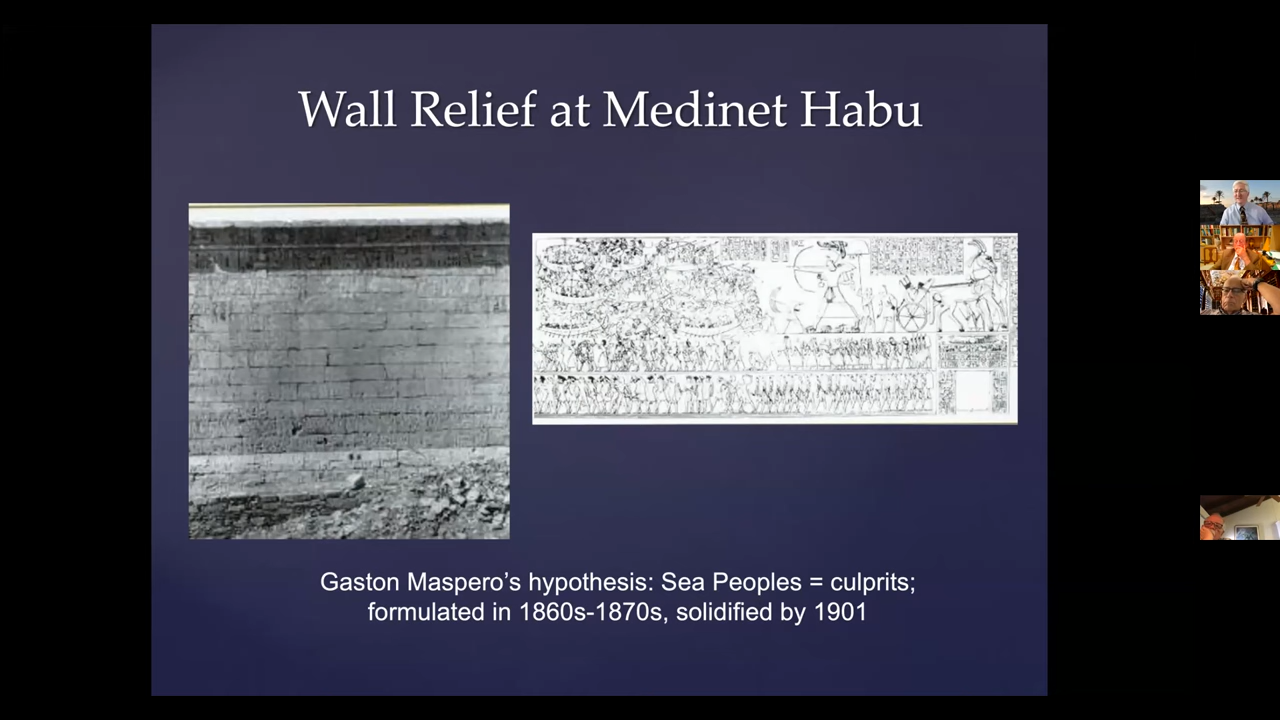 Wall Relief at Medinet Habu
Gaston Maspero’s hypothesis: Sea Peoples = culprits;
formulated in 1860s-1870s, solidified by 1901